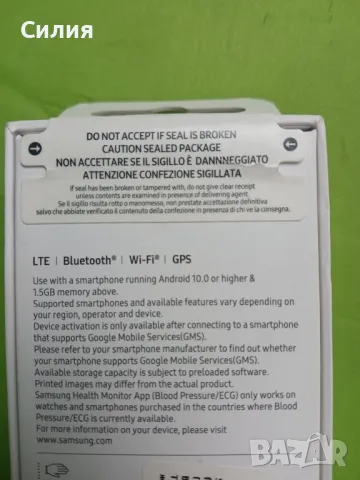 Силия
DO NOT ACCEPT IF SEAL IS BROKEN
CAUTION SEALED PACKAGE
NON ACCETTARE SE IL SIGILLO È DANNNEGGIATO
ATTENZIONE CONFEZIONE SIGILLATA
If seal has been broken or tampered with, do not give clear receipt
unless contents are examined in presence of delivering agent.
Se il sigillo risulta rotto o manomesso, non prestate accettazione definitiva
salvo che abbiate verificato il contenuto della confezione in presenza di chi ve la consegna.
LTE | Bluetooth® | Wi-Fi® | GPS
Use with a smartphone running Android 10.0 or higher &
1.5GB memory above.
Supported smartphones and available features vary depending on
your region, operator and device.
Device activation is only available after connecting to a smartphone
that supports Google Mobile Services(GMS).
Please refer to your smartphone manufacturer to find out whether
your smartphone supports Google Mobile Services(GMS).
Available storage capacity is subject to preloaded software.
Printed images may differ from the actual product.
Samsung Health Monitor App (Blood Pressure/ECG) only works on
watches and smartphones purchased in the countries where Blood
Pressure/ECG is currently available.
For more information on your device, please visit
www.samsung.com.
BAZAR